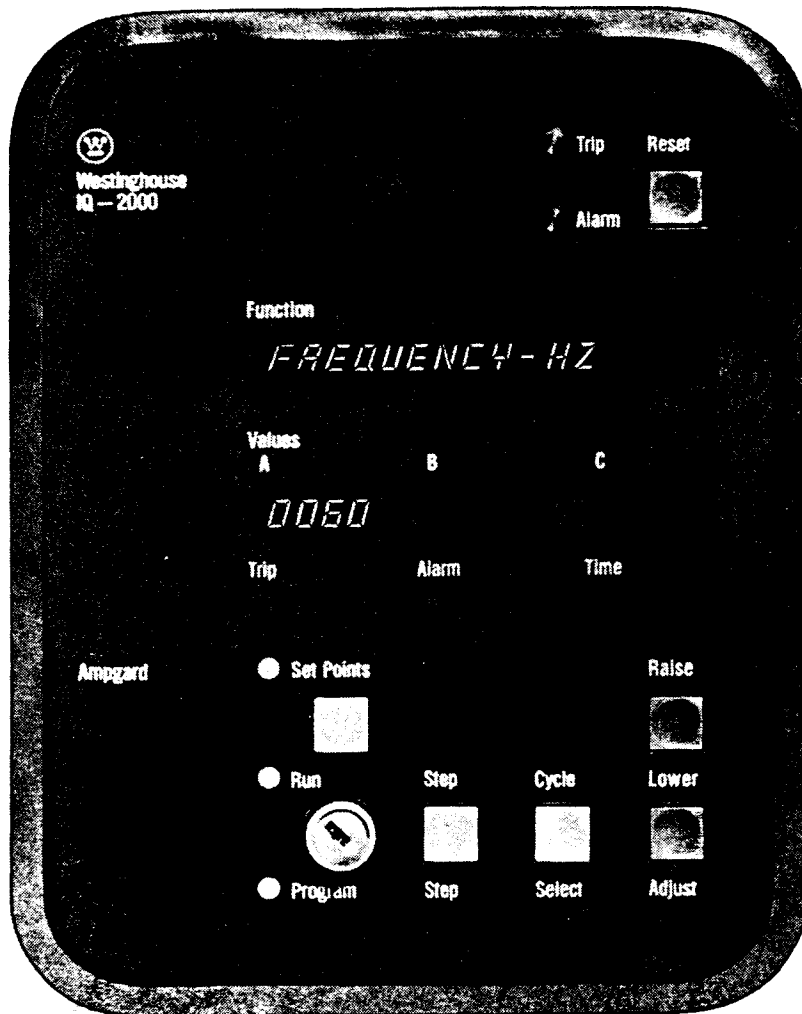 W
Westinghouse
IQ — 2000
Trip Reset
Alarm
Function
FREQUENCY-HZ
Values
A B C
0060
Trip Alarm Time
Ampgard
Set Points Raise
Run Step Cycle Lower
Program Step Select Adjust